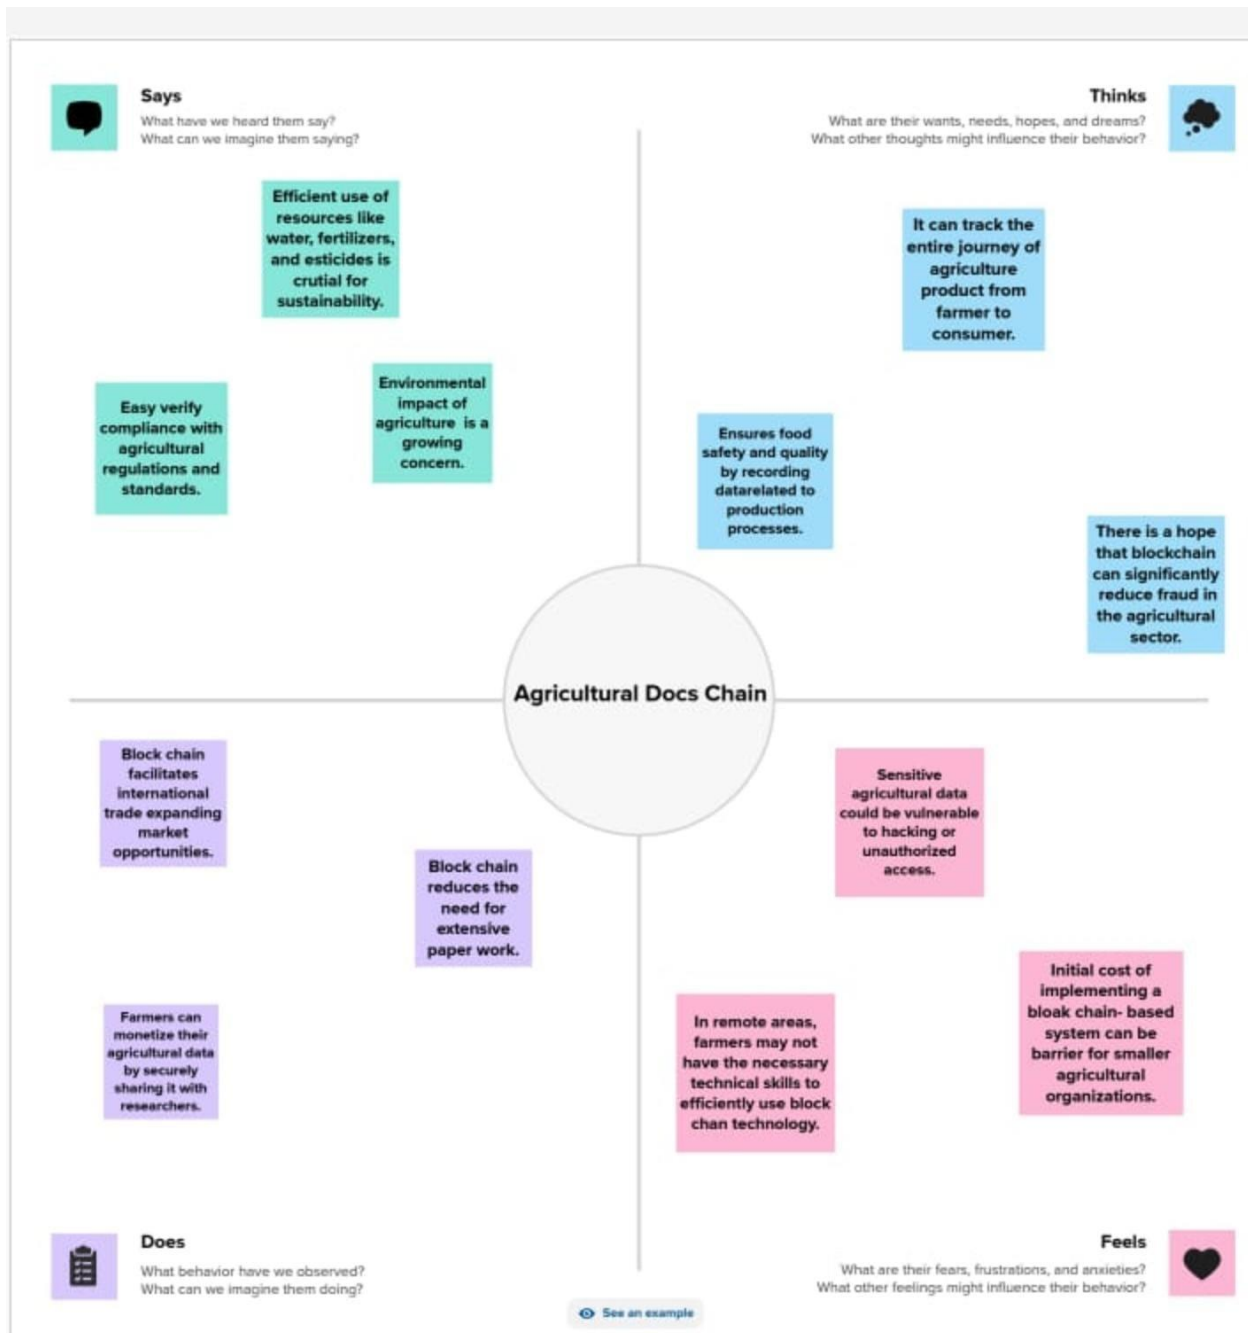 Says
What have we heard them say?
What can we imagine them saying?
Thinks
What are their wants, needs, hopes, and dreams?
What other thoughts might influence their behavior?
Efficient use of
resources like
water, fertilizers,
and esticides is
crutial for
sustainability.
Easy verify
compliance with
agricultural
regulations and
standards.
Environmental
impact of
agriculture is a
growing
concern.
It can track the
entire journey of
agriculture
product from
farmer to
consumer.
Ensures food
safety and quality
by recording
datarelated to
production
processes.
There is a hope
that blockchain
can significantly
reduce fraud in
the agricultural
sector.
Agricultural Docs Chain
Block chain
facilitates
international
trade expanding
market
opportunities.
Block chain
reduces the
need for
extensive
paper work.
Farmers can
monetize their
agricultural data
by securely
sharing it with
researchers.
Sensitive
agricultural data
could be vulnerable
to hacking or
unauthorized
access.
In remote areas,
farmers may not
have the necessary
technical skills to
efficiently use block
chan technology.
Initial cost of
implementing a
bloak chain- based
system can be
barrier for smaller
agricultural
organizations.
Does
What behavior have we observed?
What can we imagine them doing?
Feels
What are their fears, frustrations, and anxieties?
What other feelings might influence their behavior?
See an example